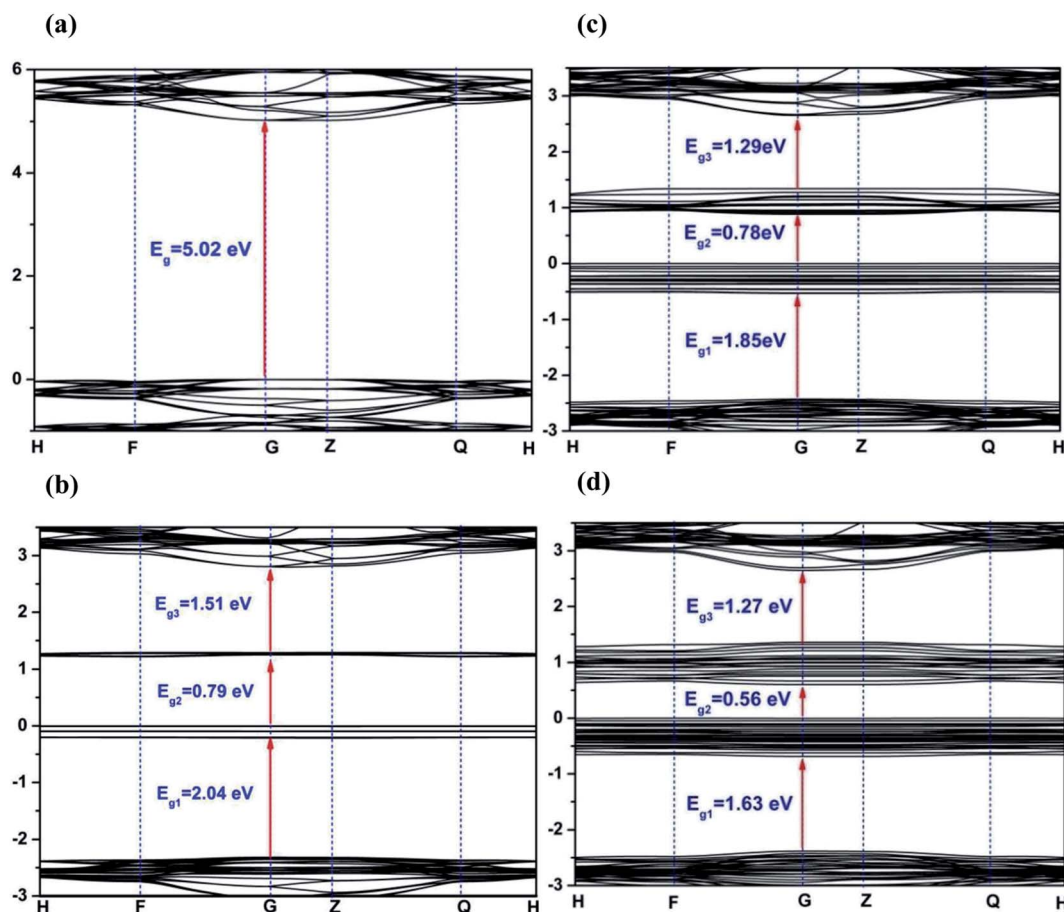 (a)
6
4
2
0
E_g=5.02 eV
H F G Z Q H
(c)
3
2
1
0
-1
-2
-3
E_g3=1.29eV
E_g2=0.78eV
E_g1=1.85eV
H F G Z Q H
(b)
3
2
1
0
-1
-2
-3
E_g3=1.51 eV
E_g2=0.79 eV
E_g1=2.04 eV
H F G Z Q H
(d)
3
2
1
0
-1
-2
-3
E_g3=1.27 eV
E_g2=0.56 eV
E_g1=1.63 eV
H F G Z Q H